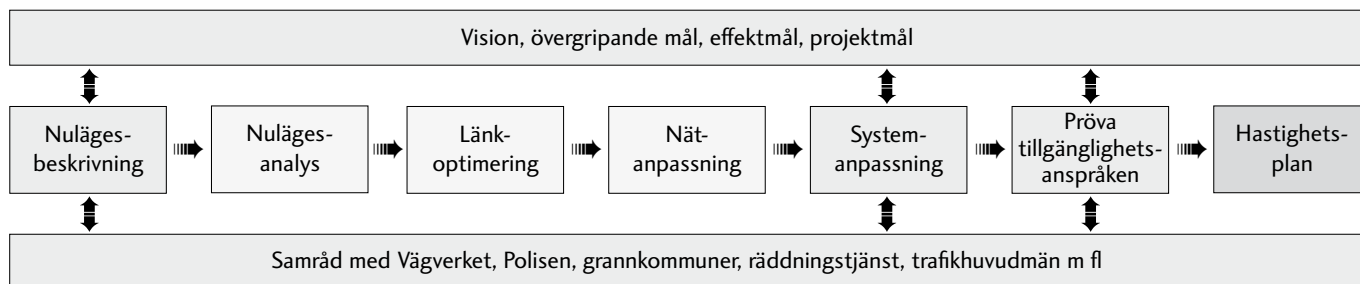 Vision, övergripande mål, effektmål, projektmål
Nuläges-
beskrivning
Nuläges-
analys
Länk-
optimering
Nät-
anpassning
System-
anpassning
Pröva
tillgänglighets-
anspråken
Hastighets-
plan
Samråd med Vägverket, Polisen, grannkommuner, räddningstjänst, trafikhuvudmän m fl